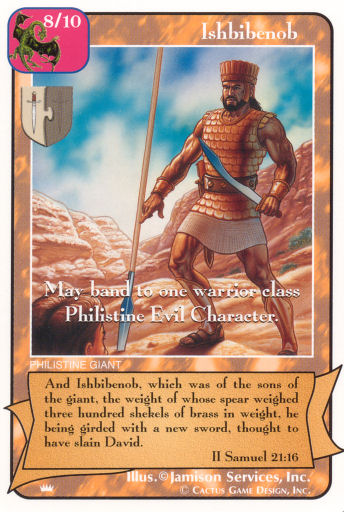 Ishbibenob
8/10
May band to one warrior class
Philistine Evil Character.
PHILISTINE GIANT
And Ishbibenob, which was of the sons of
the giant, the weight of whose spear weighed
three hundred shekels of brass in weight, he
being girded with a new sword, thought to
have slain David.
II Samuel 21:16
Illus.©Jamison Services, Inc.
© CACTUS GAME DESIGN, INC.